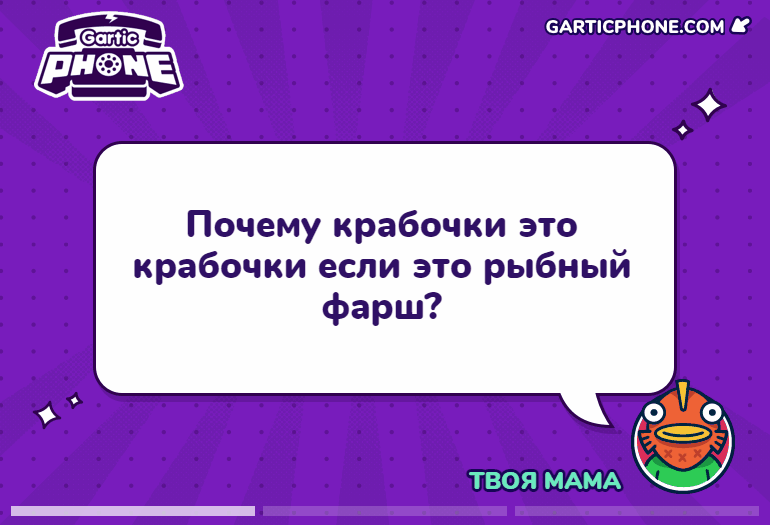 Gartic
PHONE
GARTICPHONE.COM
Почему крабочки это
крабочки если это рыбный
фарш?
ТВОЯ МАМА